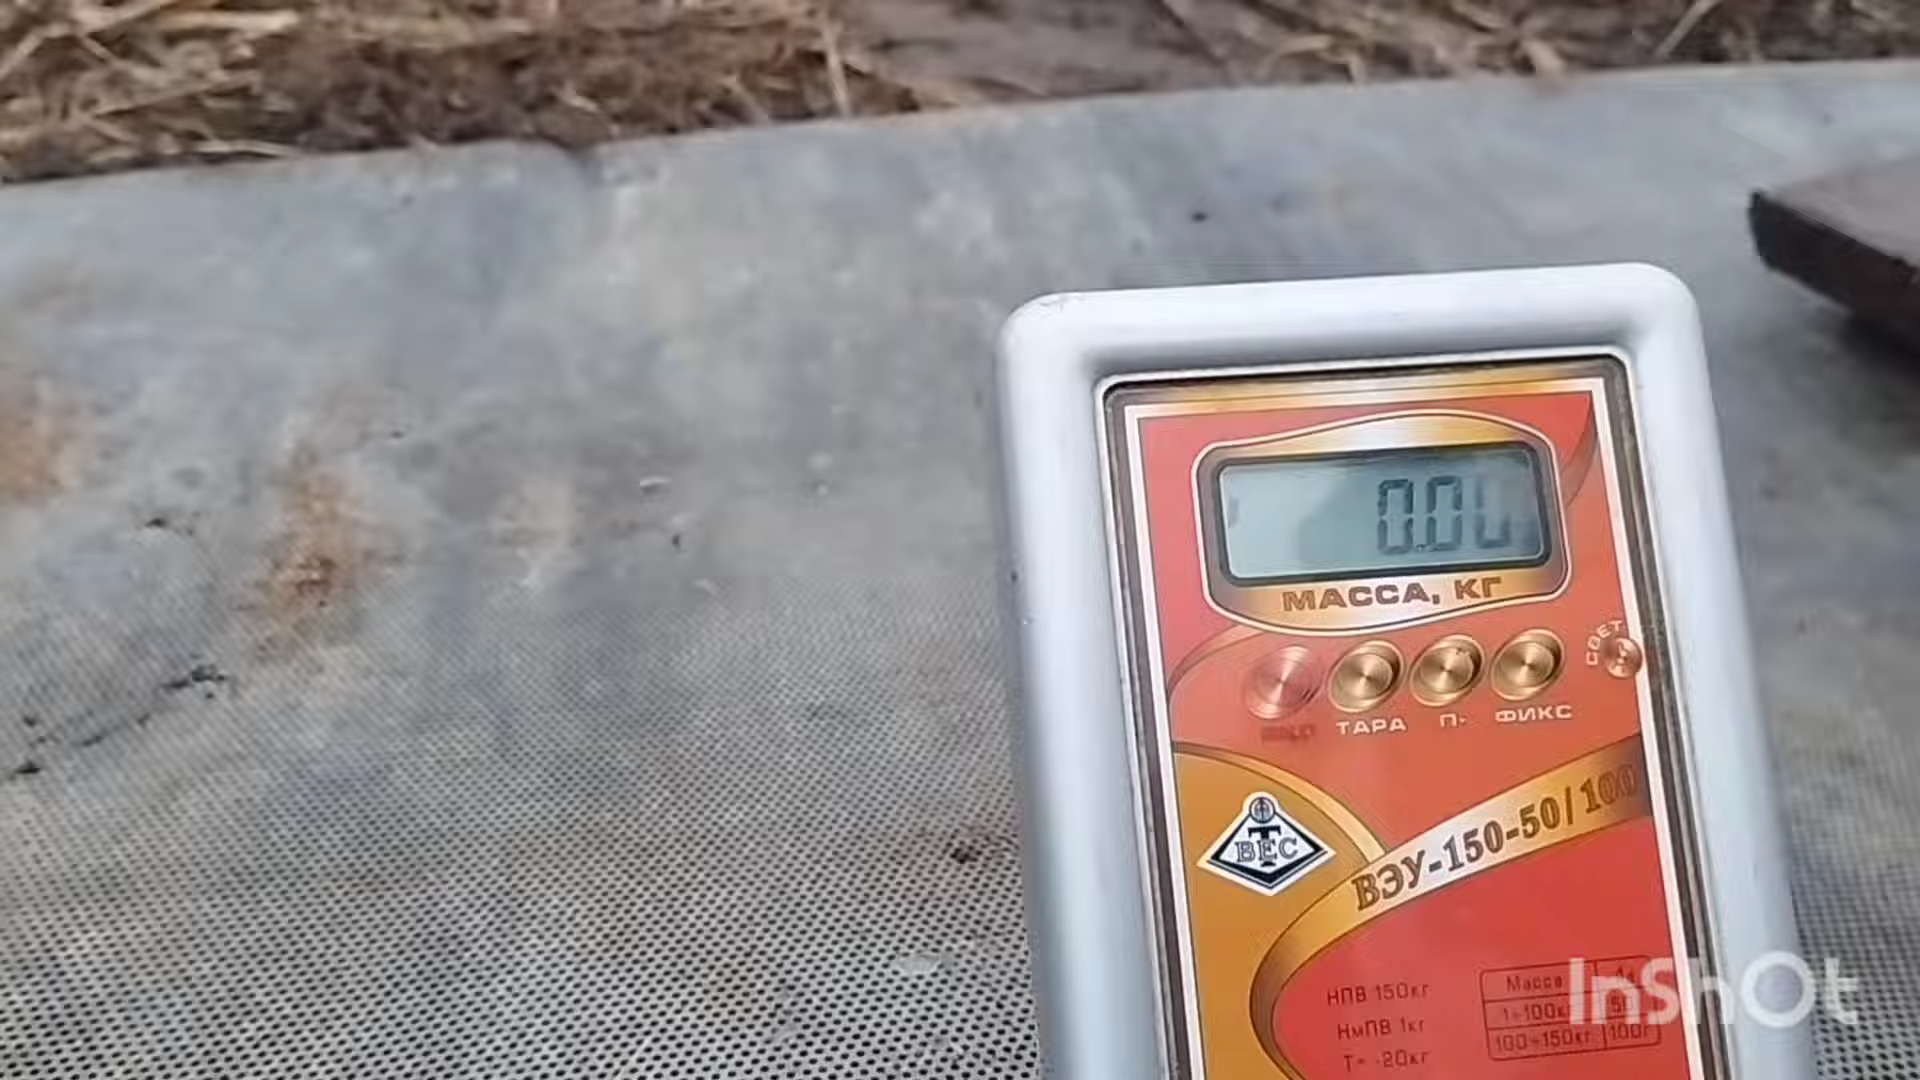 0.00
МАССА, КГ
СВЕТ
ТАРА П- ФИКС
ВЭУ-150-50/100
Т
ВЕС
НПВ 150кг
НмПВ 1кг
Т= -20кг
Масса
1÷100кг
100÷150кг 100г
InShOt